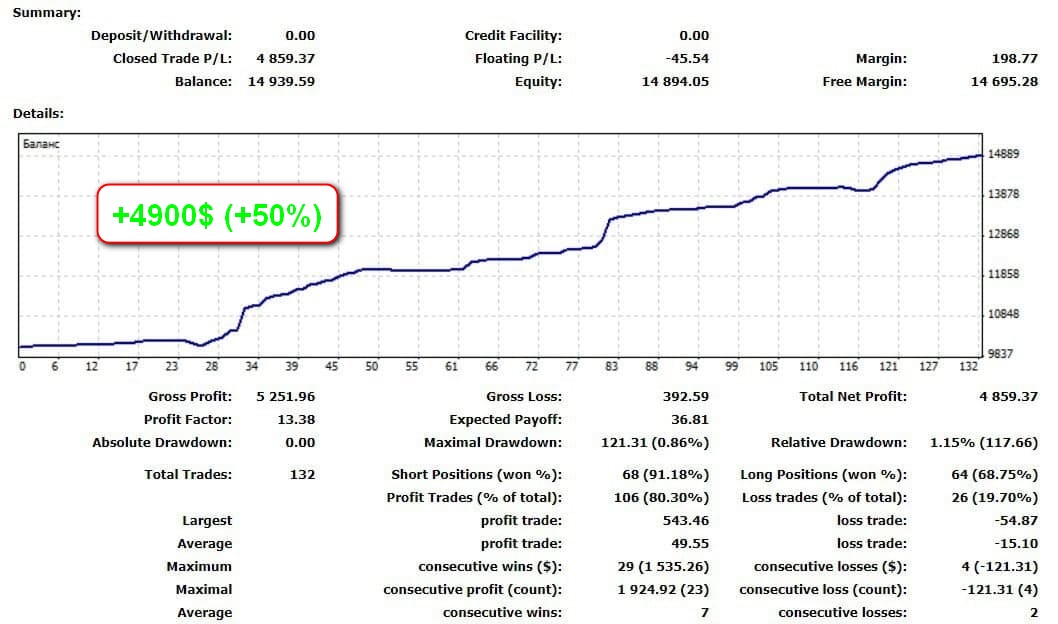 Summary:
Deposit/Withdrawal: 0.00 Credit Facility: 0.00
Closed Trade P/L: 4 859.37 Floating P/L: -45.54 Margin: 198.77
Balance: 14 939.59 Equity: 14 894.05 Free Margin: 14 695.28
Details:
Баланс
14889
13878
12868
11858
10848
9837
+4900$ (+50%)
0 6 12 17 23 28 34 39 45 50 55 61 66 72 77 83 88 94 99 105 110 116 121 127 132
Gross Profit: 5 251.96 Gross Loss: 392.59 Total Net Profit: 4 859.37
Profit Factor: 13.38 Expected Payoff: 36.81
Absolute Drawdown: 0.00 Maximal Drawdown: 121.31 (0.86%) Relative Drawdown: 1.15% (117.66)
Total Trades: 132 Short Positions (won %): 68 (91.18%) Long Positions (won %): 64 (68.75%)
Profit Trades (% of total): 106 (80.30%) Loss trades (% of total): 26 (19.70%)
Largest profit trade: 543.46 loss trade: -54.87
Average profit trade: 49.55 loss trade: -15.10
Maximum consecutive wins ($): 29 (1 535.26) consecutive losses ($): 4 (-121.31)
Maximal consecutive profit (count): 1 924.92 (23) consecutive loss (count): -121.31 (4)
Average consecutive wins: 7 consecutive losses: 2